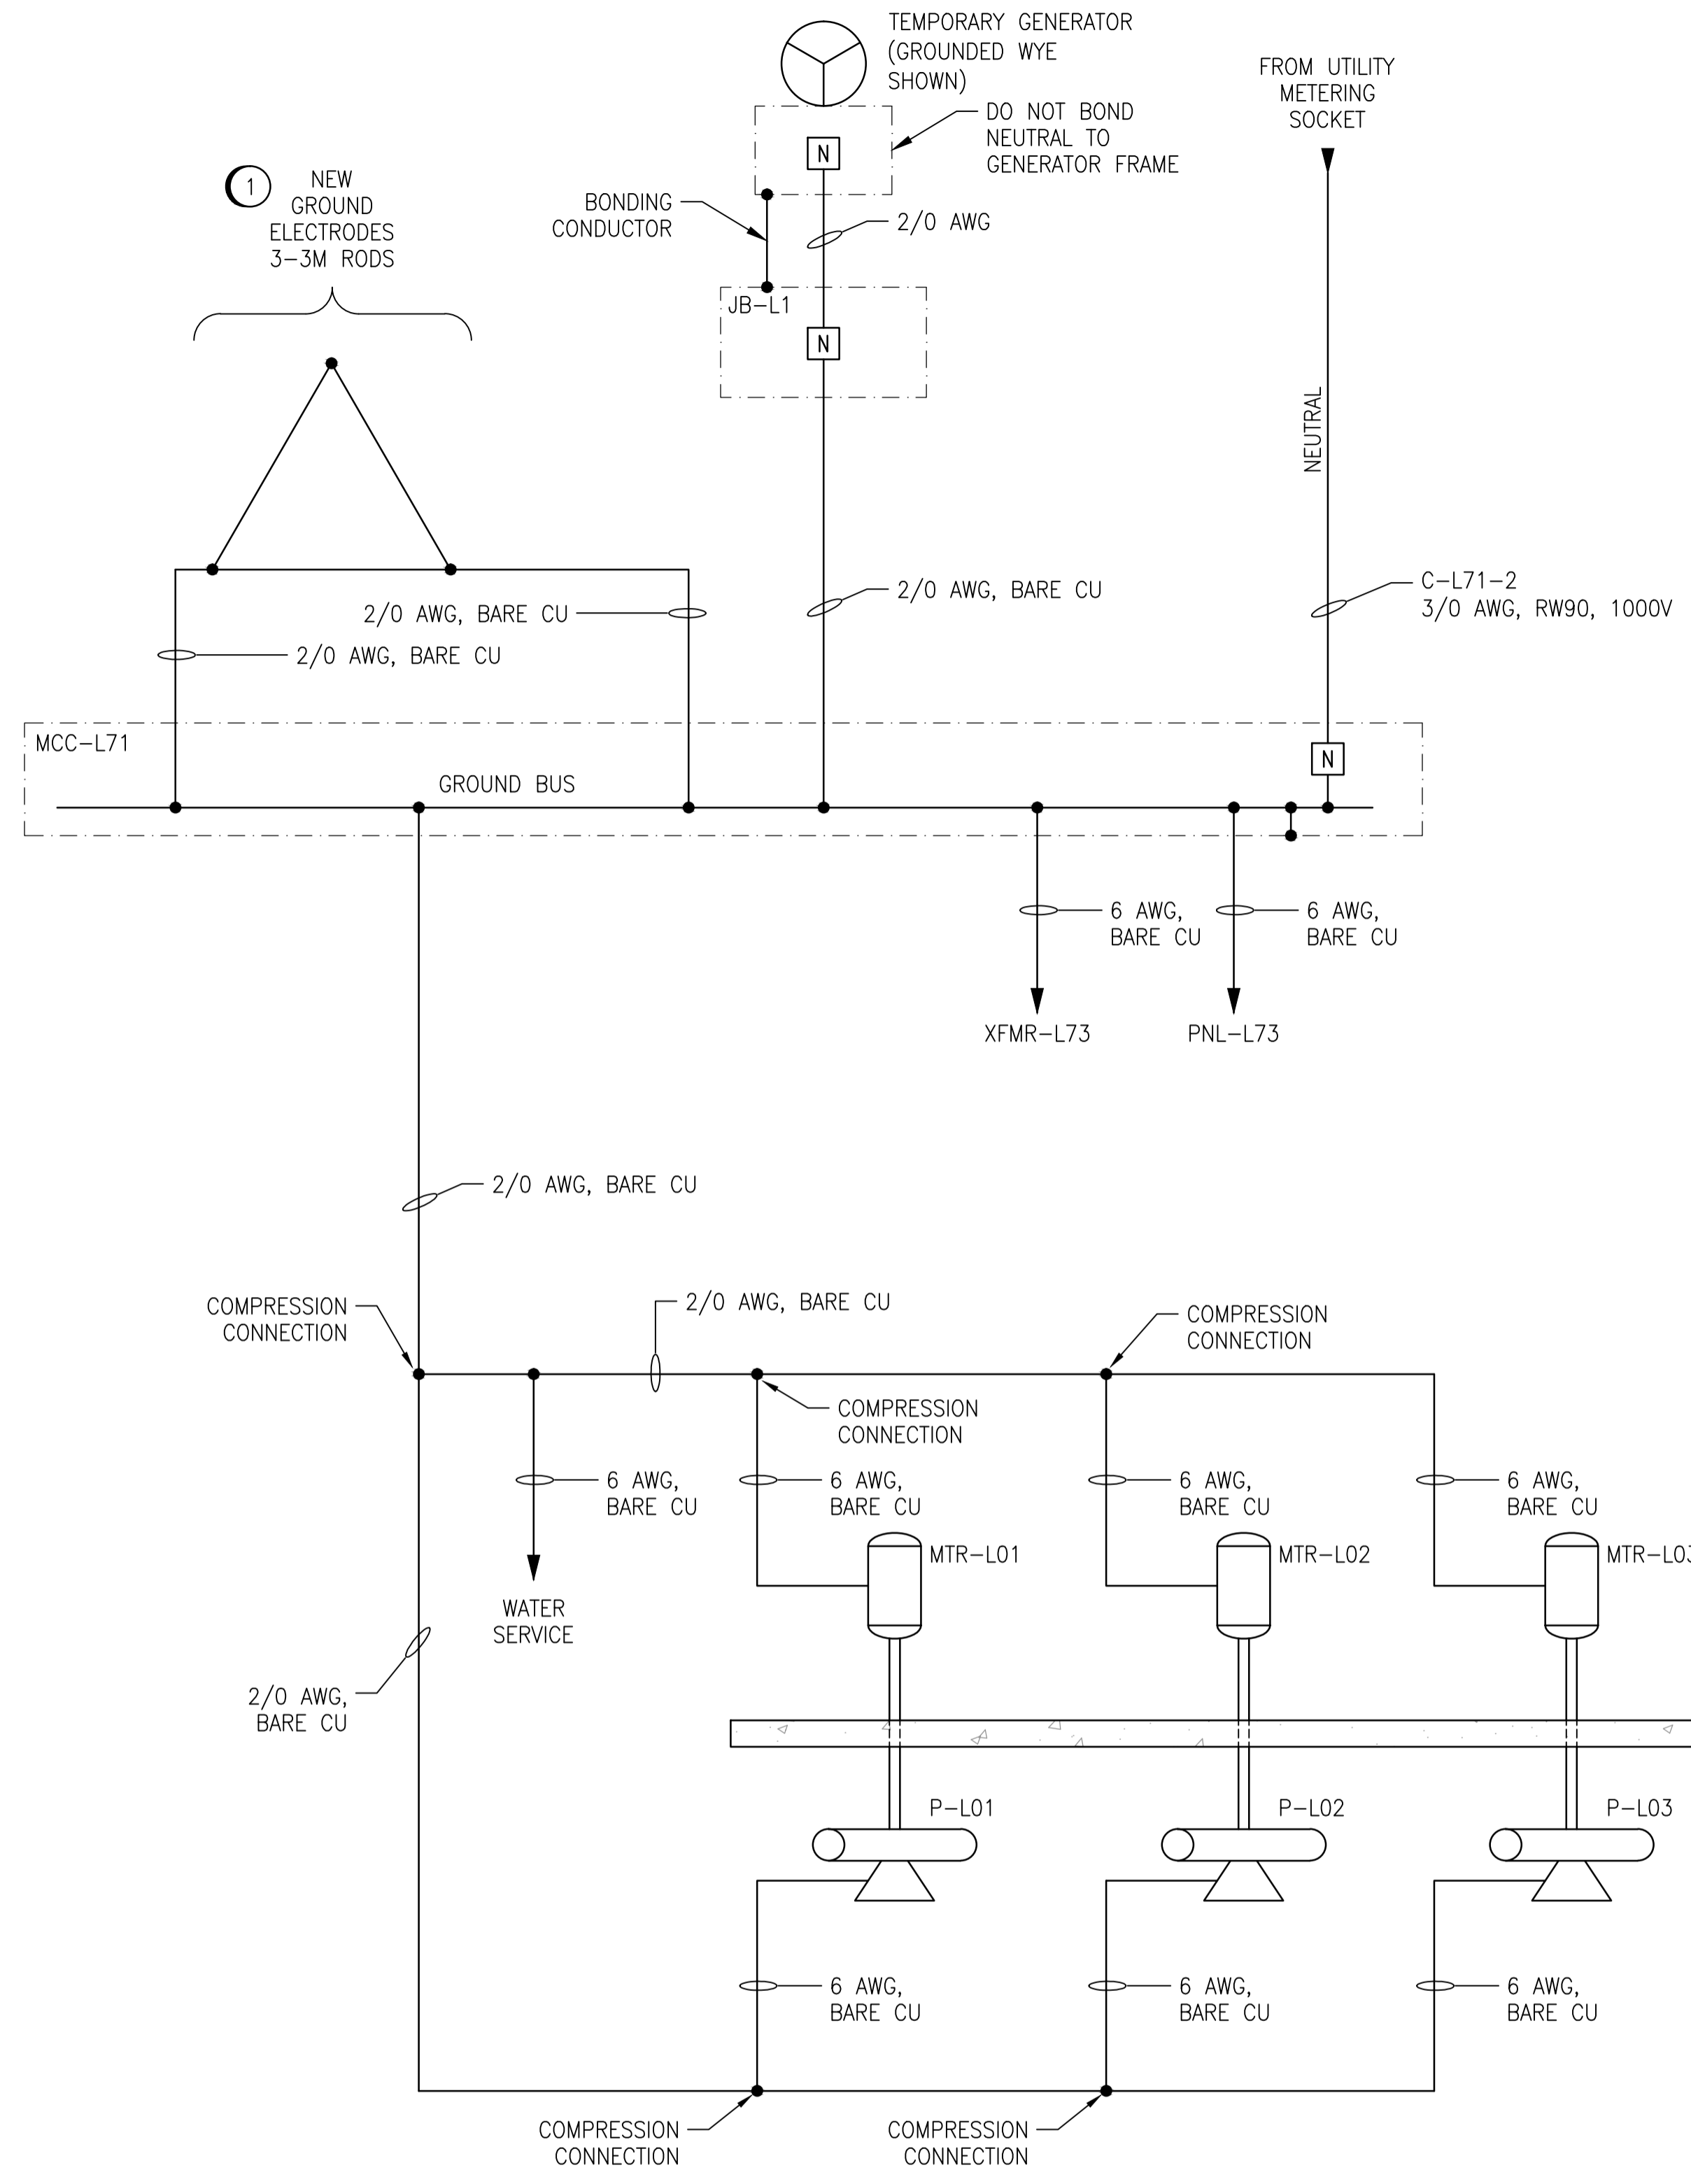 TEMPORARY GENERATOR
(GROUNDED WYE
SHOWN)
FROM UTILITY
METERING
SOCKET
DO NOT BOND
NEUTRAL TO
GENERATOR FRAME
N
1
NEW
GROUND
ELECTRODES
3-3M RODS
BONDING
CONDUCTOR
2/0 AWG
JB-L1
N
NEUTRAL
2/0 AWG, BARE CU
2/0 AWG, BARE CU
2/0 AWG, BARE CU
C-L71-2
3/0 AWG, RW90, 1000V
MCC-L71
N
GROUND BUS
6 AWG,
BARE CU
6 AWG,
BARE CU
XFMR-L73
PNL-L73
2/0 AWG, BARE CU
COMPRESSION
CONNECTION
2/0 AWG, BARE CU
COMPRESSION
CONNECTION
COMPRESSION
CONNECTION
6 AWG,
BARE CU
6 AWG,
BARE CU
6 AWG,
BARE CU
6 AWG,
BARE CU
MTR-L01
MTR-L02
MTR-L03
WATER
SERVICE
2/0 AWG,
BARE CU
P-L01
P-L02
P-L03
6 AWG,
BARE CU
6 AWG,
BARE CU
6 AWG,
BARE CU
COMPRESSION
CONNECTION
COMPRESSION
CONNECTION